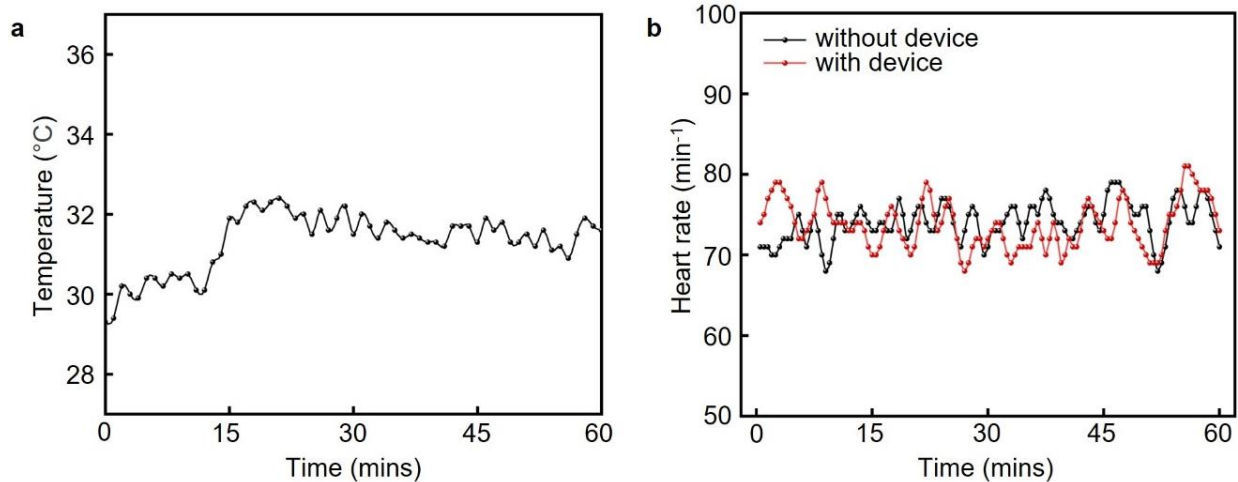 a
36
34
32
30
28
Temperature (°C)
0 15 30 45 60
Time (mins)
b
without device
with device
100
90
80
70
60
50
Heart rate (min⁻¹)
0 15 30 45 60
Time (mins)